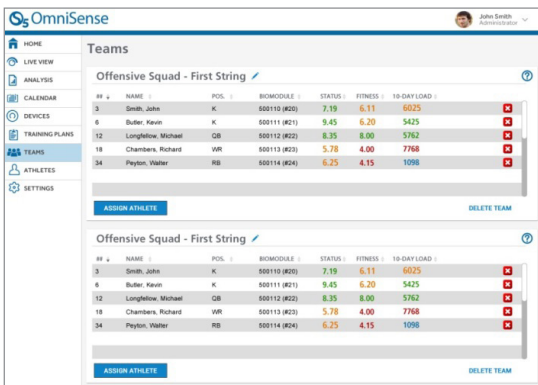 S5 OmniSense
John Smith
Administrator
HOME
LIVE VIEW
ANALYSIS
CALENDAR
DEVICES
TRAINING PLANS
TEAMS
ATHLETES
SETTINGS
Teams
Offensive Squad - First String
## NAME POS. BIOMODULE STATUS FITNESS 10-DAY LOAD
3 Smith, John K 500110 (#20) 7.19 6.11 6025
6 Butler, Kevin K 500111 (#21) 9.45 6.20 5425
12 Longfellow, Michael QB 500112 (#22) 8.35 8.00 5762
18 Chambers, Richard WR 500113 (#23) 5.78 4.00 7768
34 Peyton, Walter RB 500114 (#24) 6.25 4.15 1098
ASSIGN ATHLETE DELETE TEAM
Offensive Squad - First String
## NAME POS. BIOMODULE STATUS FITNESS 10-DAY LOAD
3 Smith, John K 500110 (#20) 7.19 6.11 6025
6 Butler, Kevin K 500111 (#21) 9.45 6.20 5425
12 Longfellow, Michael QB 500112 (#22) 8.35 8.00 5762
18 Chambers, Richard WR 500113 (#23) 5.78 4.00 7768
34 Peyton, Walter RB 500114 (#24) 6.25 4.15 1098
ASSIGN ATHLETE DELETE TEAM